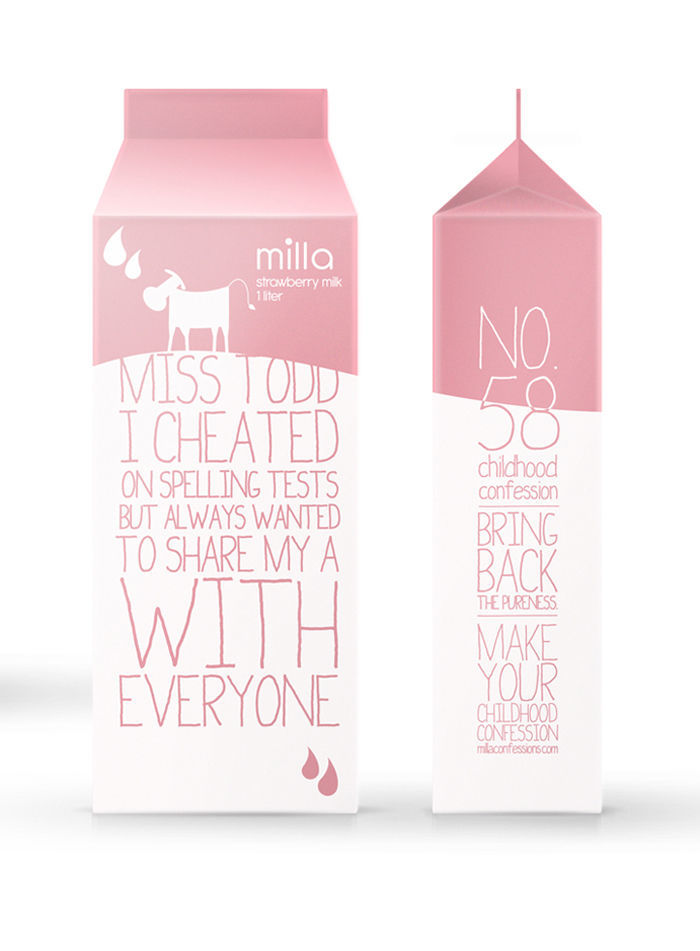 milla
strawberry milk
1 liter
MISS TODD
I CHEATED
ON SPELLING TESTS
BUT ALWAYS WANTED
TO SHARE MY A
WITH
EVERYONE
NO.
58
childhood
confession
BRING
BACK
THE PURENESS.
MAKE
YOUR
CHILDHOOD
CONFESSION
millaconfessions.com